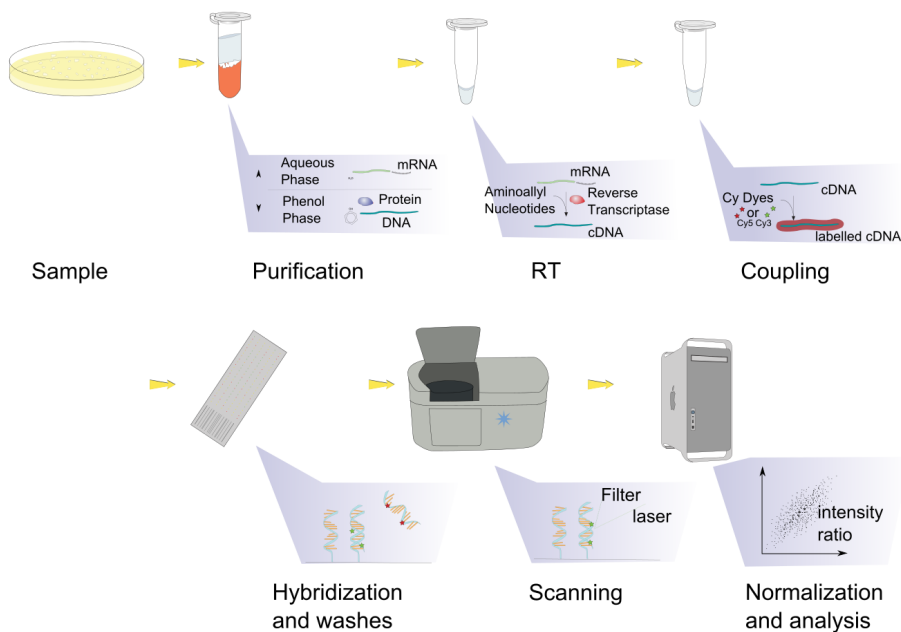 Aqueous
Phase
mRNA
Phenol
Phase
Protein
DNA
mRNA
Aminoallyl
Nucleotides
Reverse
Transcriptase
cDNA
cDNA
Cy Dyes
or
Cy5 Cy3
labelled cDNA
Sample
Purification
RT
Coupling
Filter
laser
intensity
ratio
Hybridization
and washes
Scanning
Normalization
and analysis